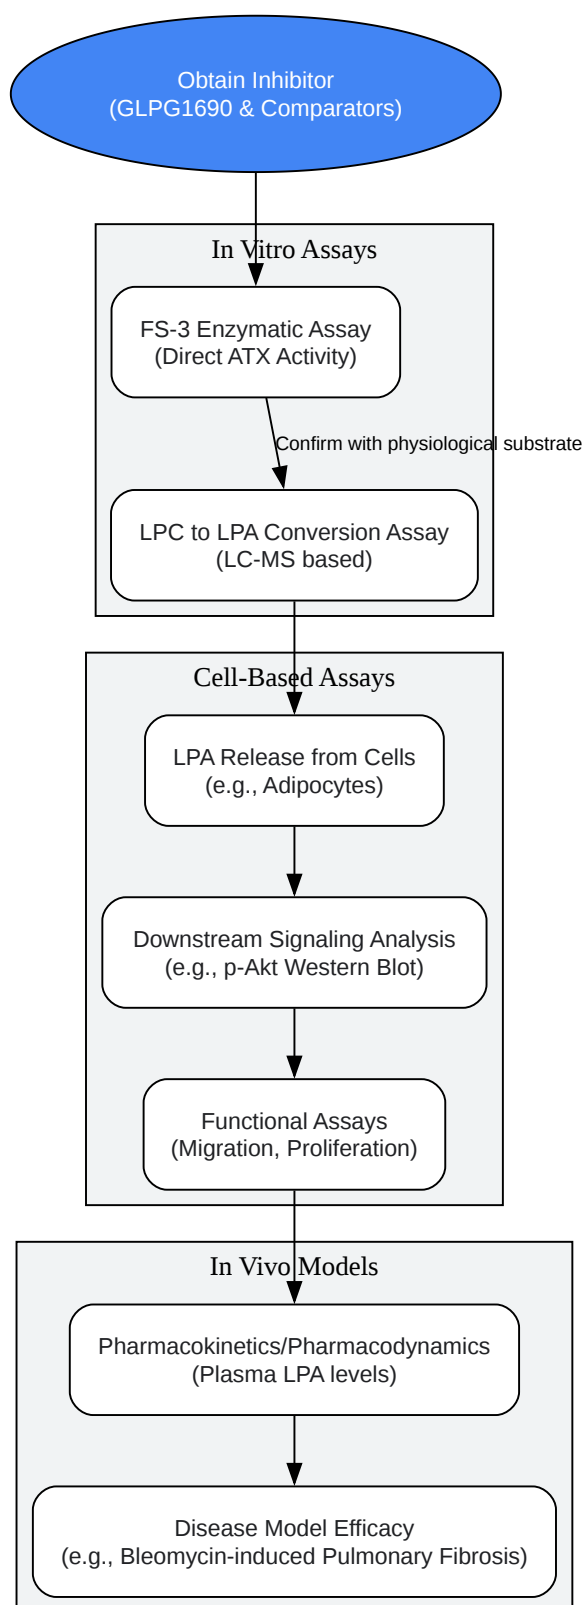 Obtain Inhibitor
(GLPG1690 & Comparators)
In Vitro Assays
FS-3 Enzymatic Assay
(Direct ATX Activity)
Confirm with physiological substrate
LPC to LPA Conversion Assay
(LC-MS based)
Cell-Based Assays
LPA Release from Cells
(e.g., Adipocytes)
Downstream Signaling Analysis
(e.g., p-Akt Western Blot)
Functional Assays
(Migration, Proliferation)
In Vivo Models
Pharmacokinetics/Pharmacodynamics
(Plasma LPA levels)
Disease Model Efficacy
(e.g., Bleomycin-induced Pulmonary Fibrosis)